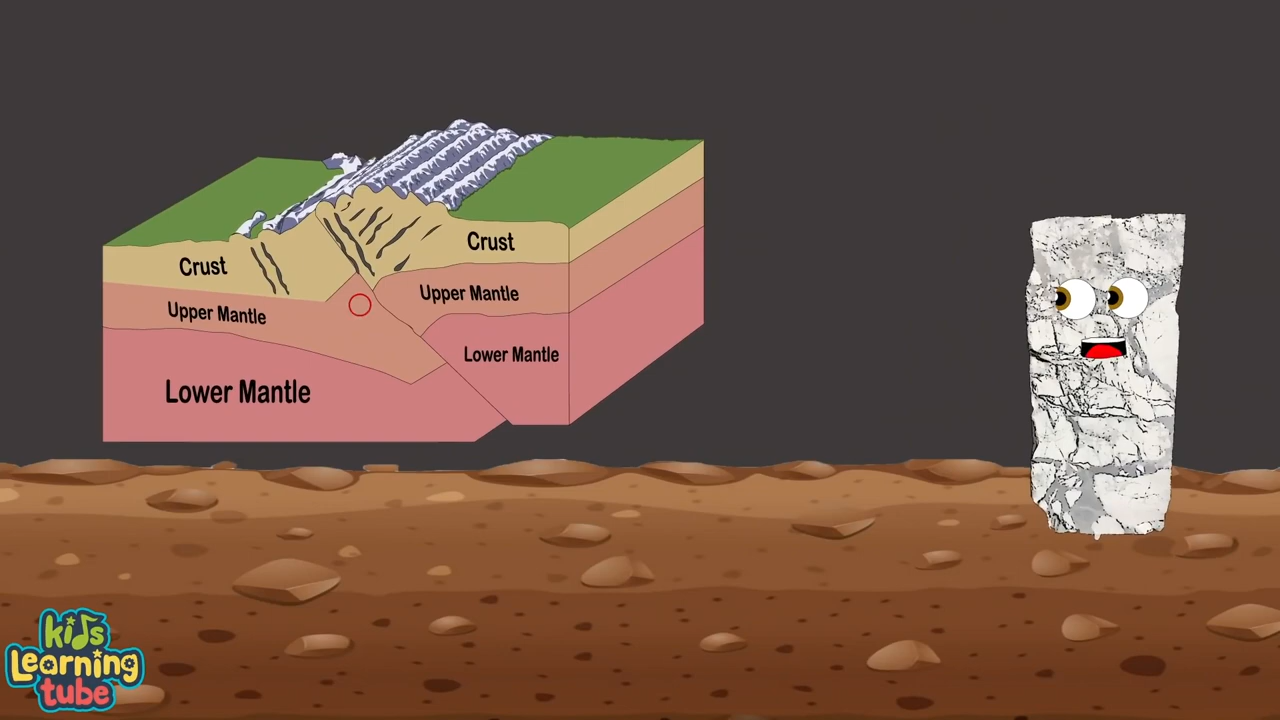 Crust
Crust
Upper Mantle
Upper Mantle
Lower Mantle
Lower Mantle
kids
Learning
tube